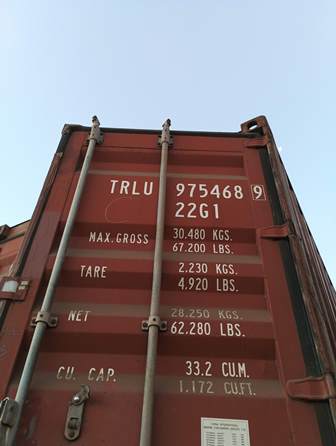 TRLU 975468 9
22G1
MAX.GROSS 30.480 KGS.
67.200 LBS.
TARE 2.230 KGS.
4.920 LBS.
NET 28.250 KGS.
62.280 LBS.
CU. CAP. 33.2 CU.M.
1.172 CU.FT.